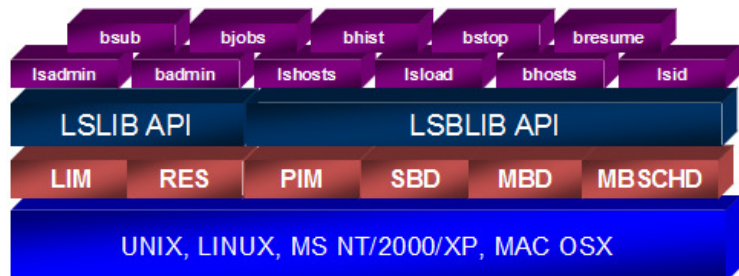 bsub bjobs bhist bstop bresume
lsadmin badmin lshosts lsload bhosts lsid
LSLIB API LSBLIB API
LIM RES PIM SBD MBD MBSCHD
UNIX, LINUX, MS NT/2000/XP, MAC OSX